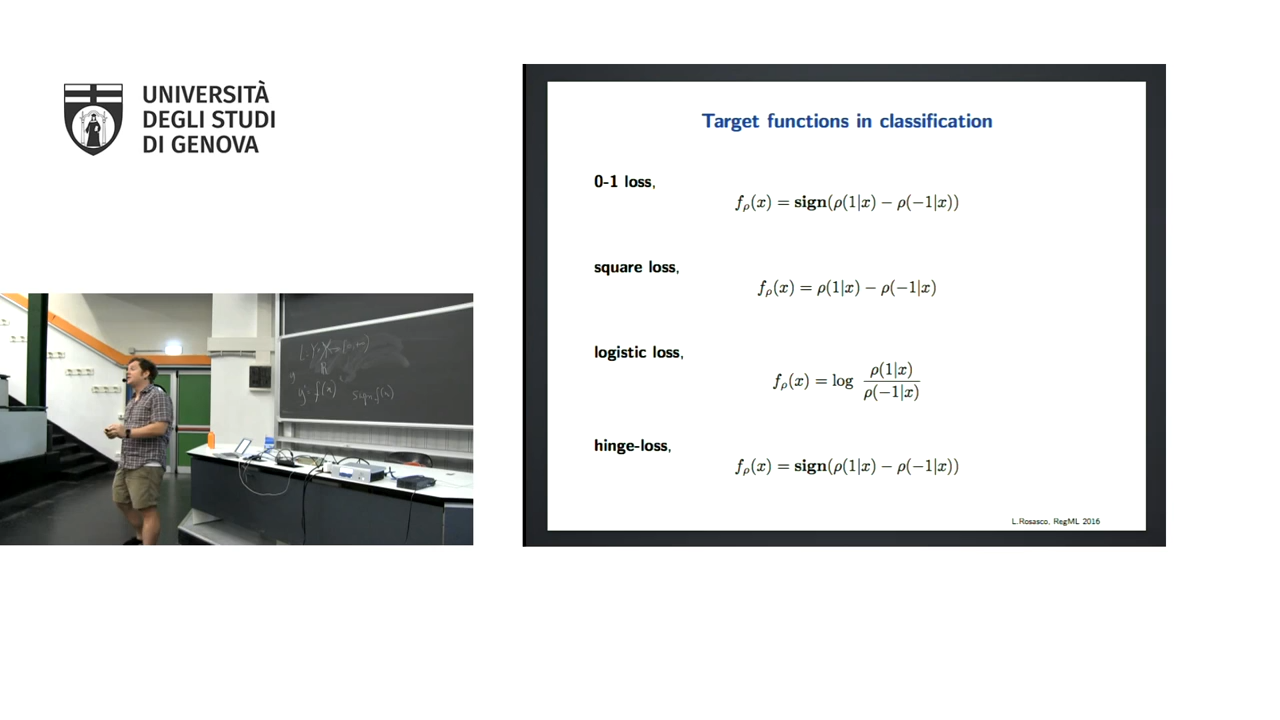 UNIVERSITÀ
DEGLI STUDI
DI GENOVA
Target functions in classification
0-1 loss,
fρ(x) = sign(ρ(1|x) − ρ(−1|x))
square loss,
fρ(x) = ρ(1|x) − ρ(−1|x)
logistic loss,
fρ(x) = log ρ(1|x) / ρ(−1|x)
hinge-loss,
fρ(x) = sign(ρ(1|x) − ρ(−1|x))
L.Rosasco, RegML 2016
sign f(x)